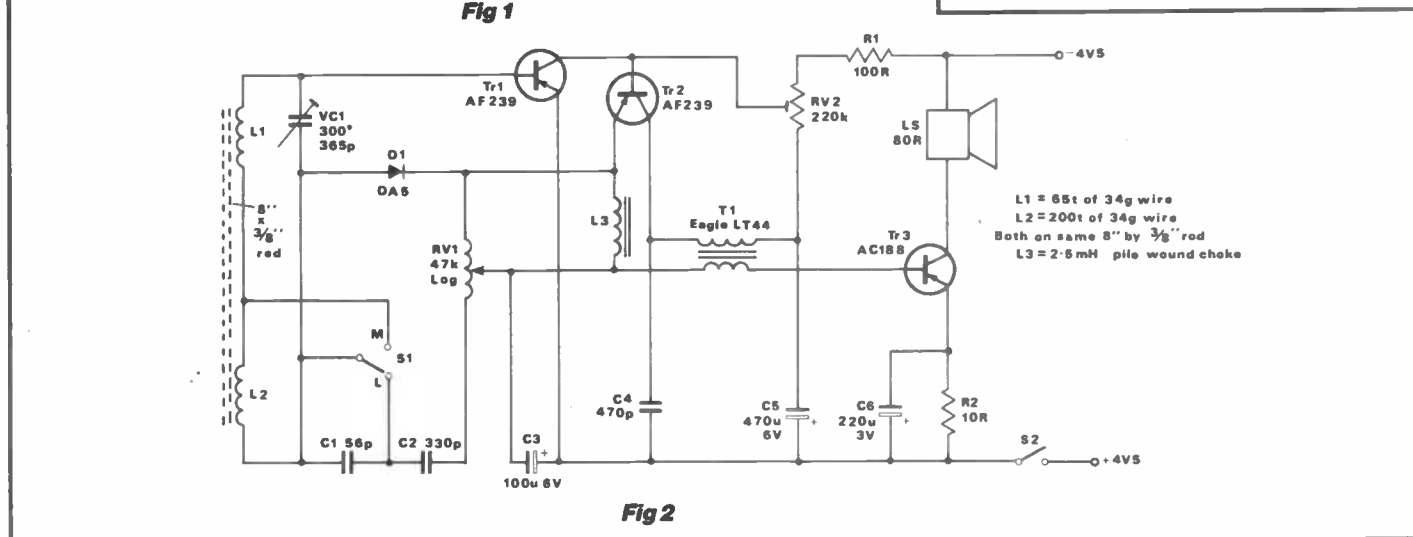 Fig 1
R1
100R
-4V5
Tr1
AF239
Tr2
AF239
RV2
220k
LS
80R
L1
VC1
300°
365p
D1
OA5
8''
x
3/8''
rod
L3
T1
Eagle LT44
Tr3
AC188
L1 = 65t of 34g wire
L2 = 200t of 34g wire
Both on same 8'' by 3/8'' rod
L3 = 2·5mH pile wound choke
RV1
47k
Log
M
S1
L
L2
C1 56p
C2 330p
C3
+
100u 6V
C4
470p
C5
470u
6V
+
C6
220u
3V
+
R2
10R
S2
+4V5
Fig 2